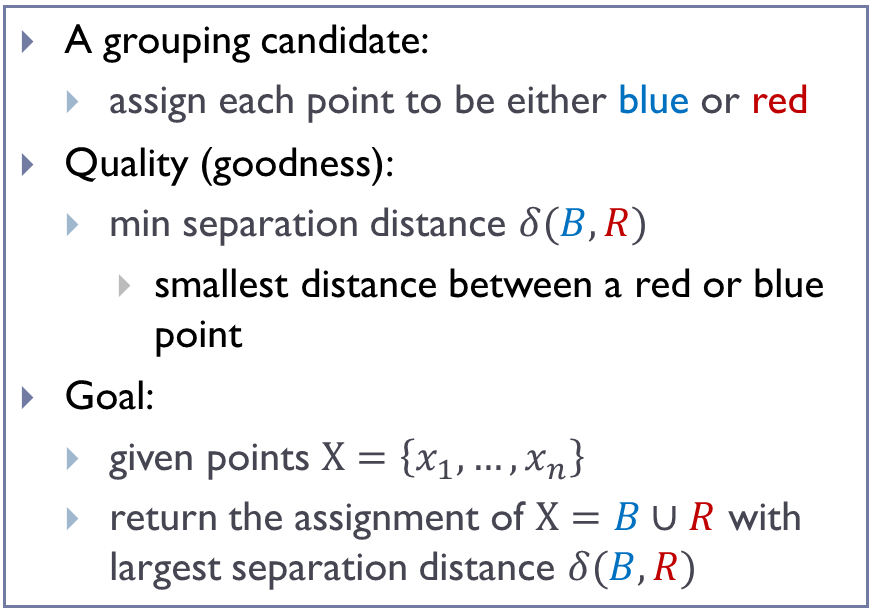 A grouping candidate:
assign each point to be either blue or red
Quality (goodness):
min separation distance δ(B, R)
smallest distance between a red or blue
point
Goal:
given points X = {x₁, ..., xₙ}
return the assignment of X = B ∪ R with
largest separation distance δ(B, R)